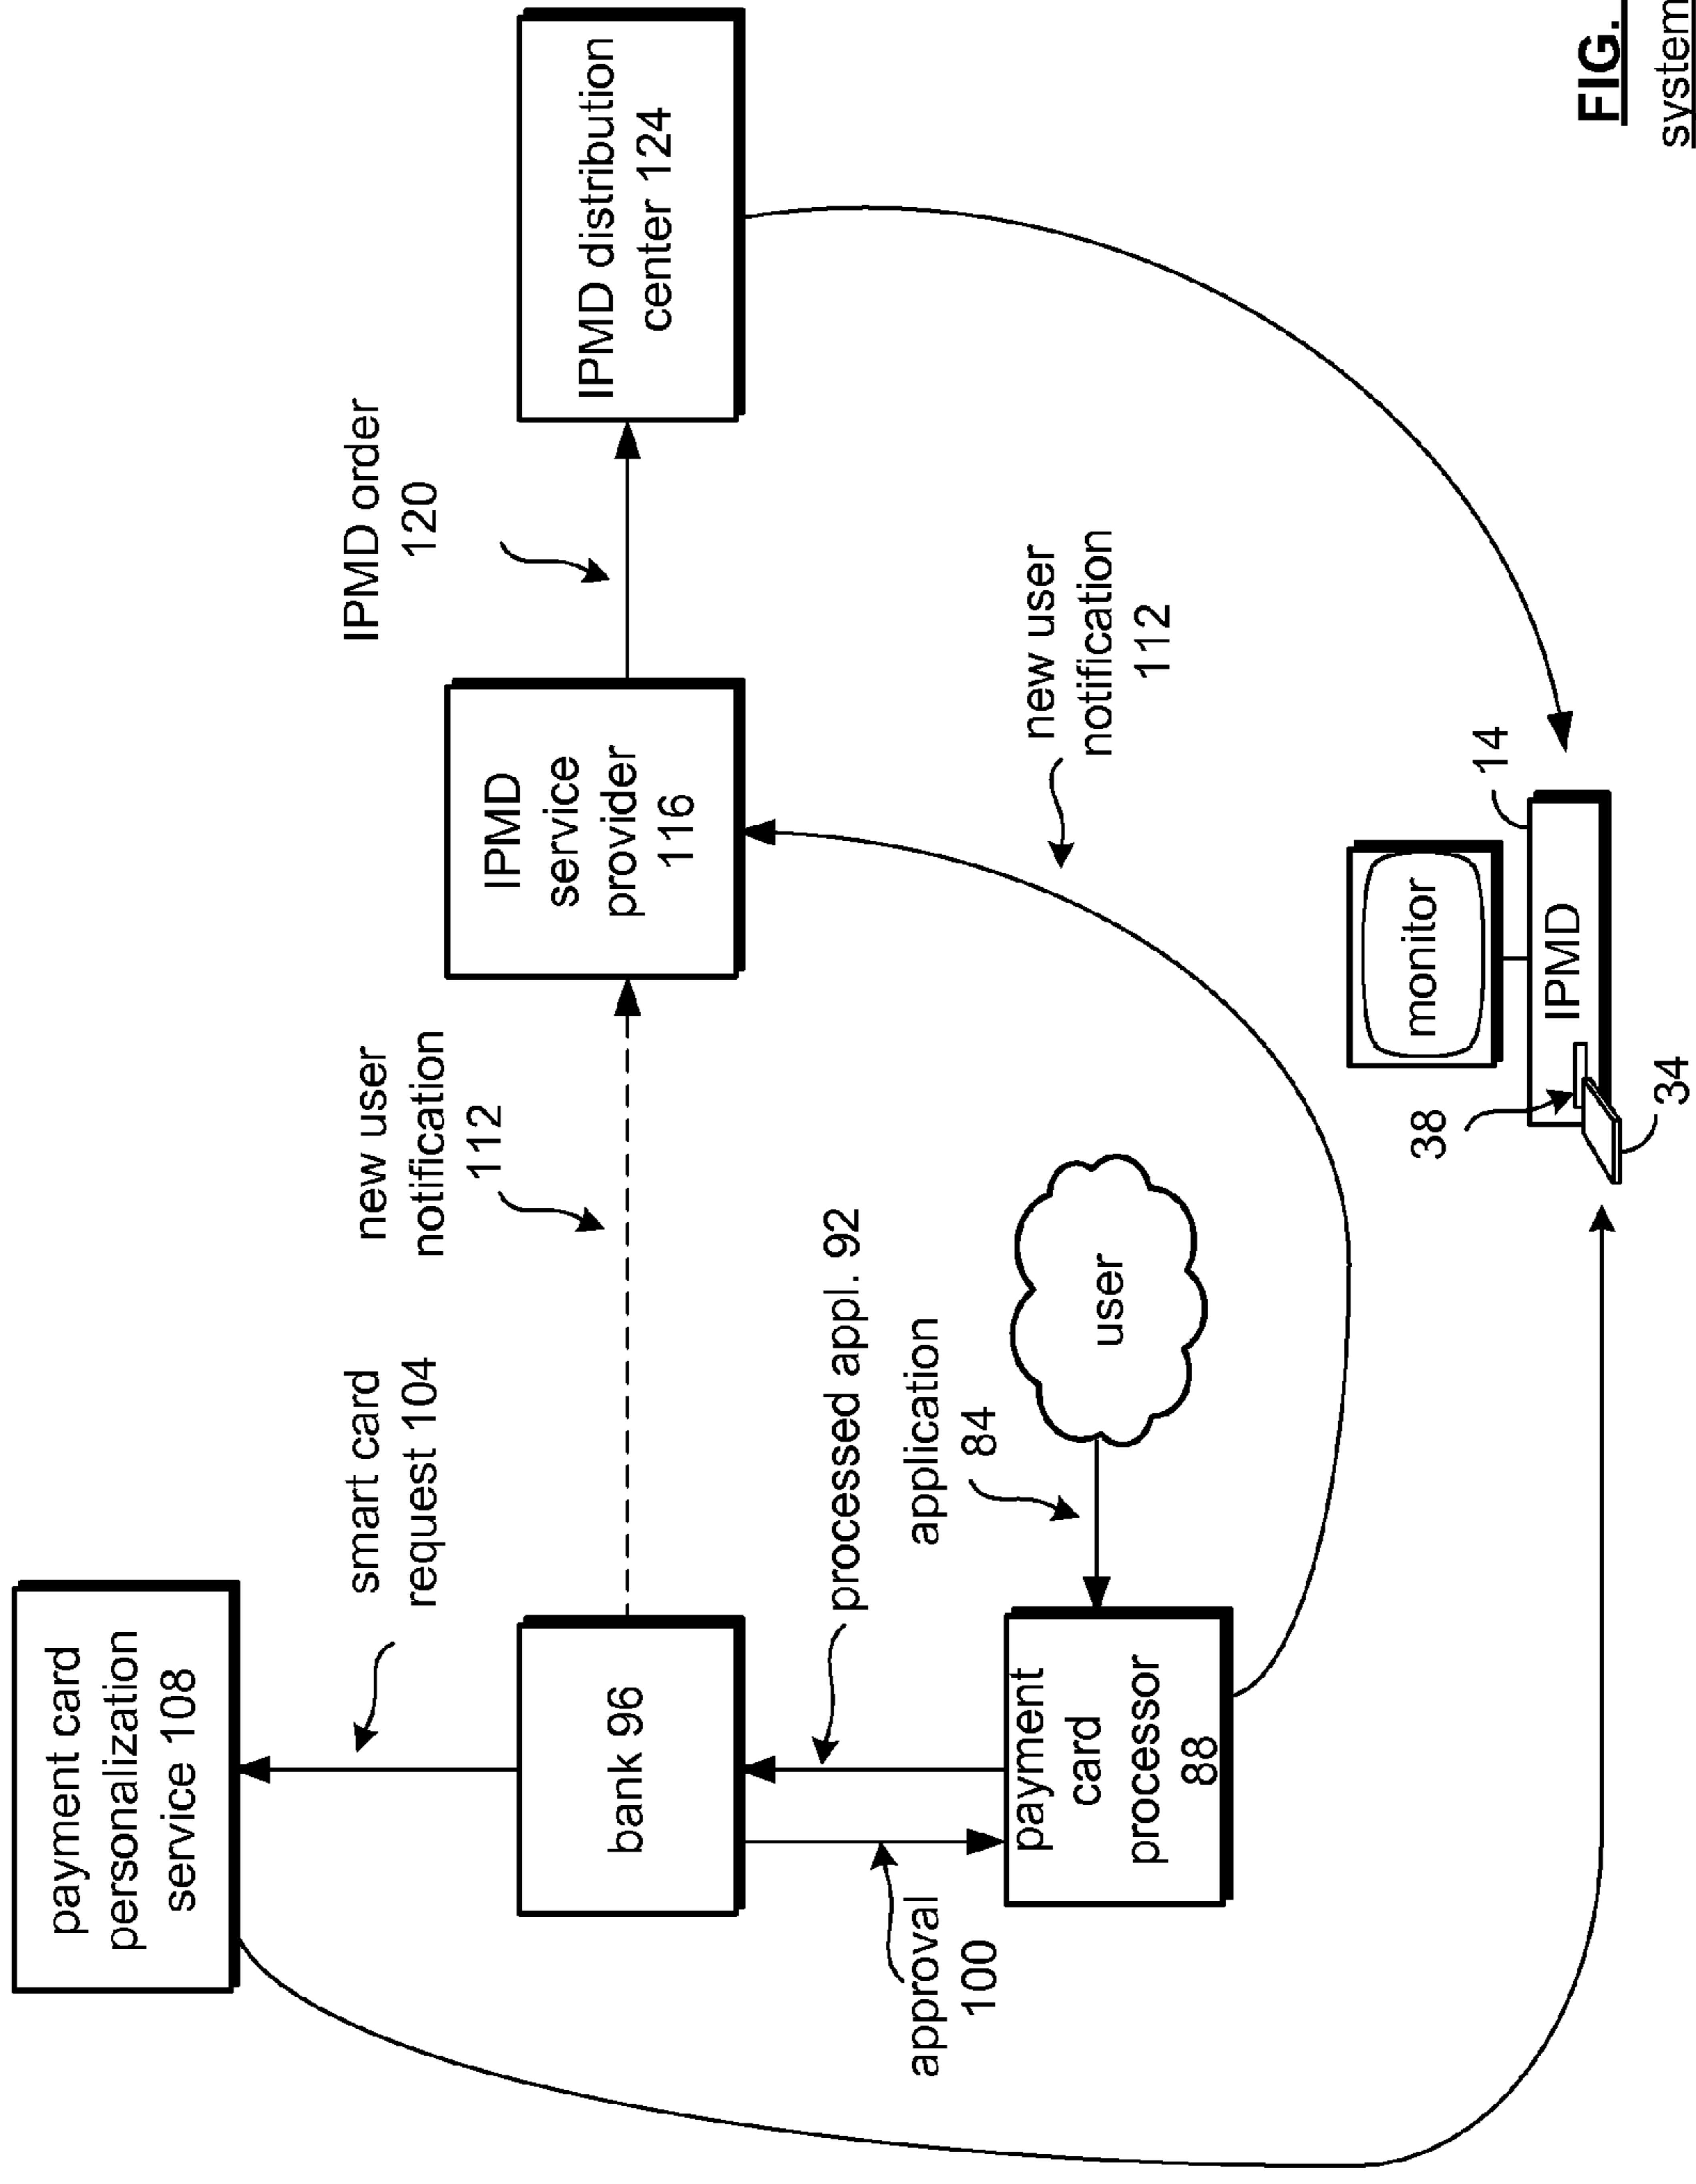 payment card
personalization
service 108
smart card
request 104
bank 96
new user
notification
112
IPMD
service
provider
116
IPMD order
120
IPMD distribution
center 124
approval
100
processed appl. 92
application
84
payment
card
processor
88
user
new user
notification
112
monitor
14
IPMD
38
34
FIG.
system